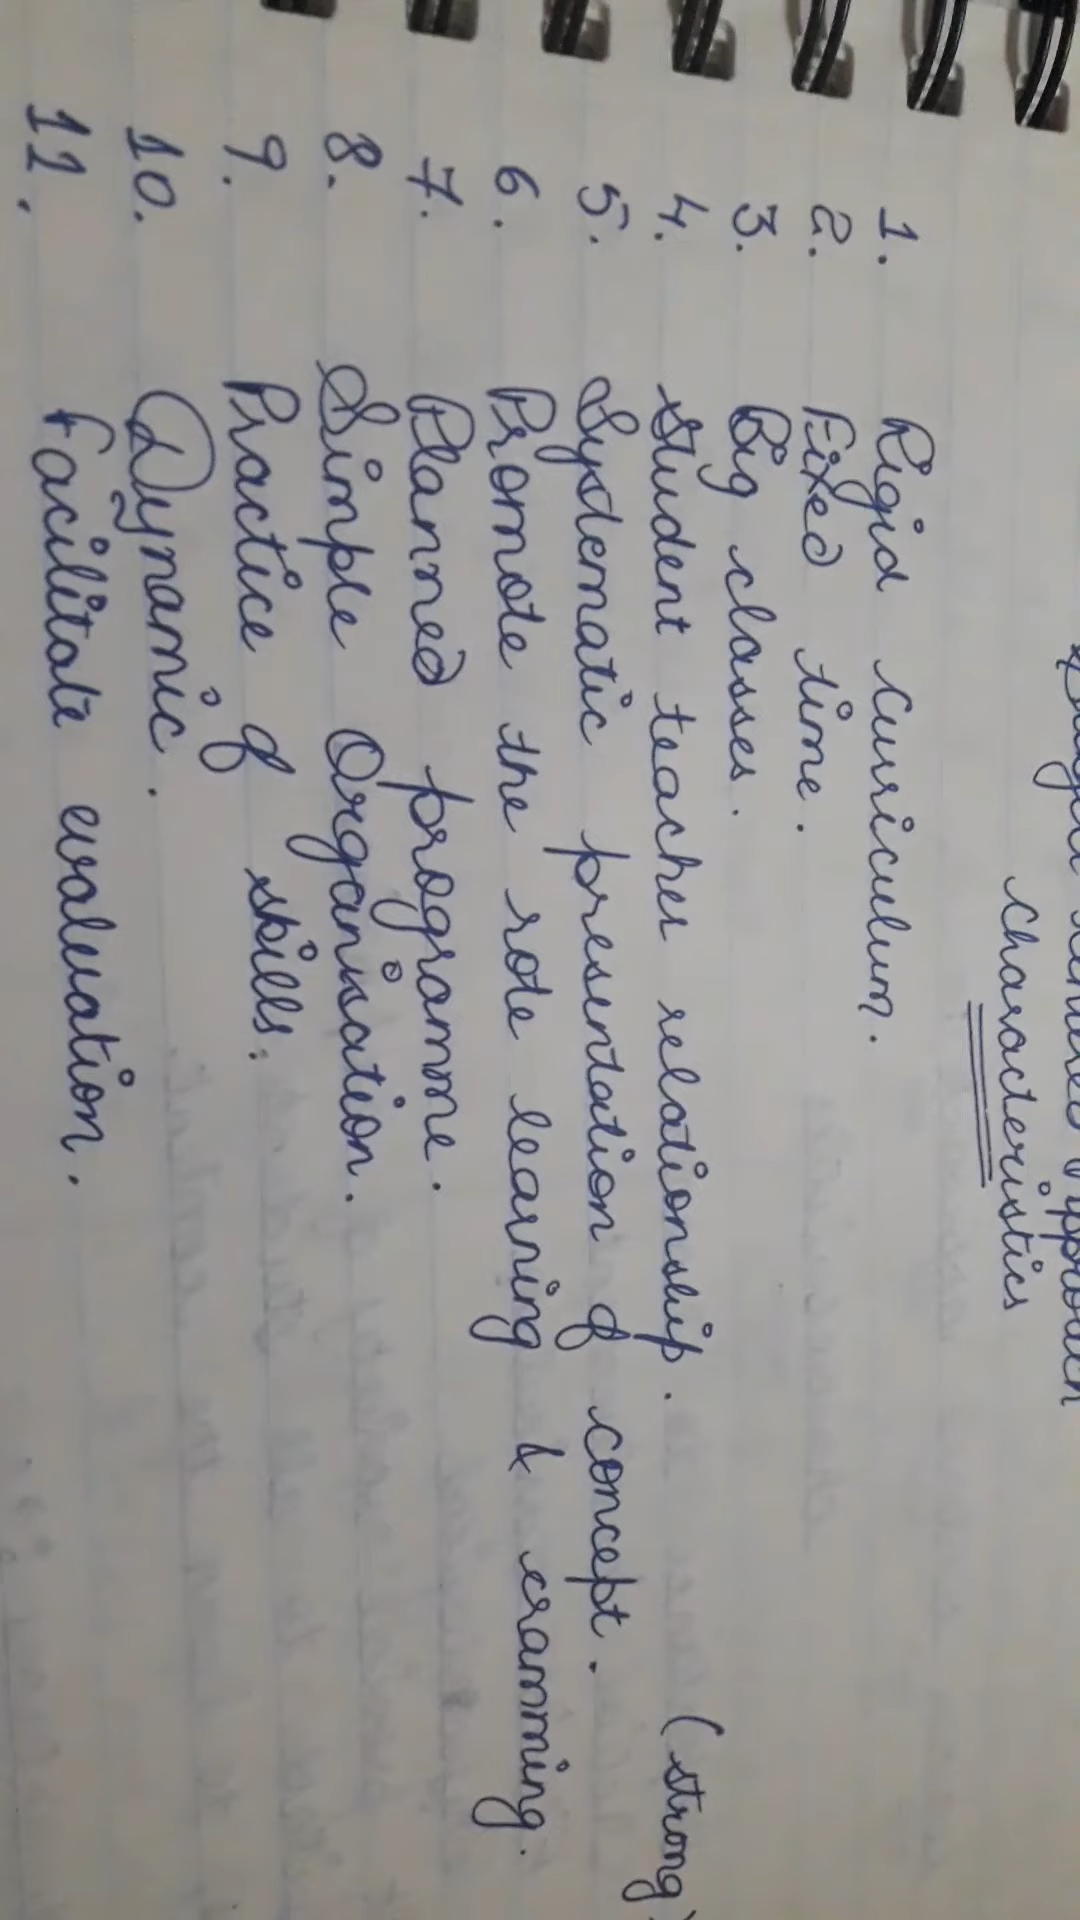 Approach
Characteristics
1. Rigid Curriculum.
2. Fixed time.
3. Big classes.
4. Student teacher relationship. (strong)
5. Systematic presentation of concept.
6. Promote the rote learning & cramming.
7. Planned programme.
8. Simple Organisation.
9. Practice of skills.
10. Dynamic.
11. Facilitate evaluation.